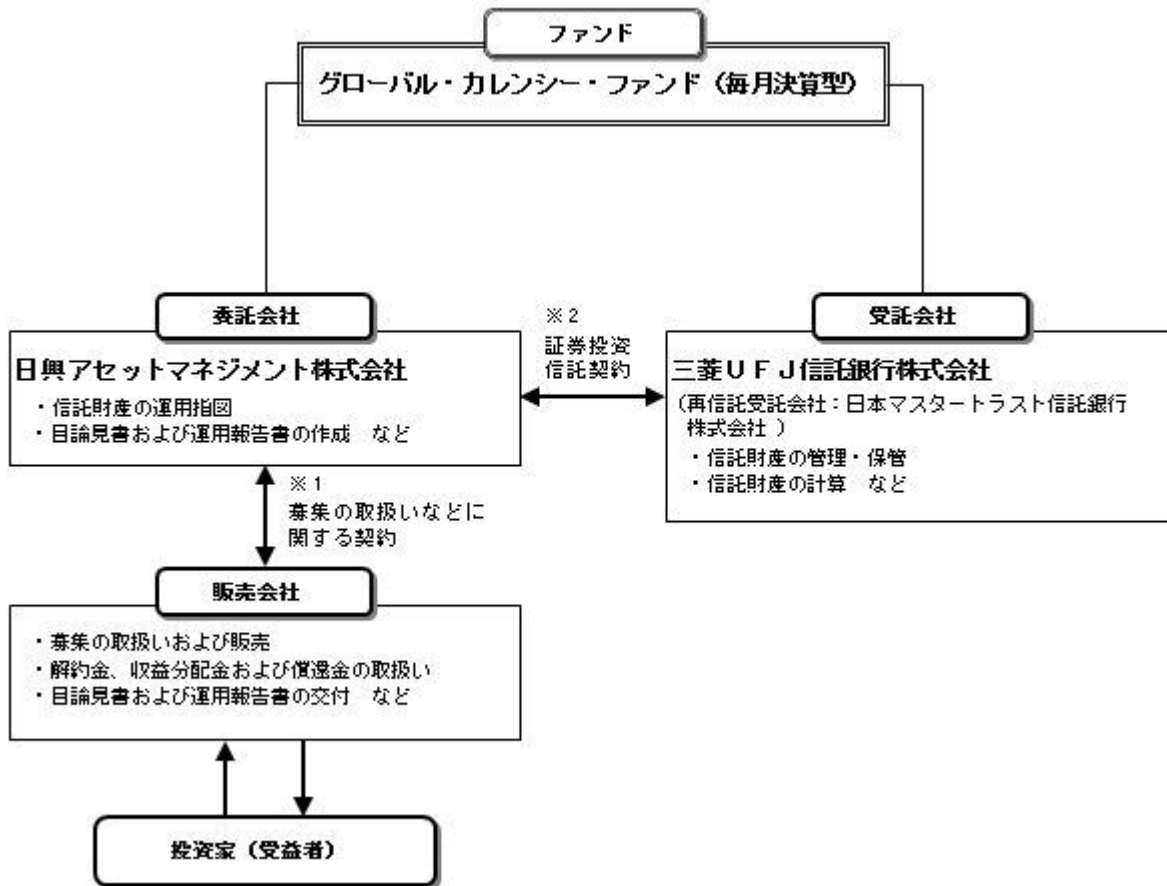 ファンド
グローバル・カレンシー・ファンド（毎月決算型）
委託会社
日興アセットマネジメント株式会社
・信託財産の運用指図
・目論見書および運用報告書の作成　など
※２
証券投資
信託契約
受託会社
三菱ＵＦＪ信託銀行株式会社
（再信託受託会社：日本マスタートラスト信託銀行
株式会社）
・信託財産の管理・保管
・信託財産の計算　など
※１
募集の取扱いなどに
関する契約
販売会社
・募集の取扱いおよび販売
・解約金、収益分配金および償還金の取扱い
・目論見書および運用報告書の交付　など
投資家（受益者）